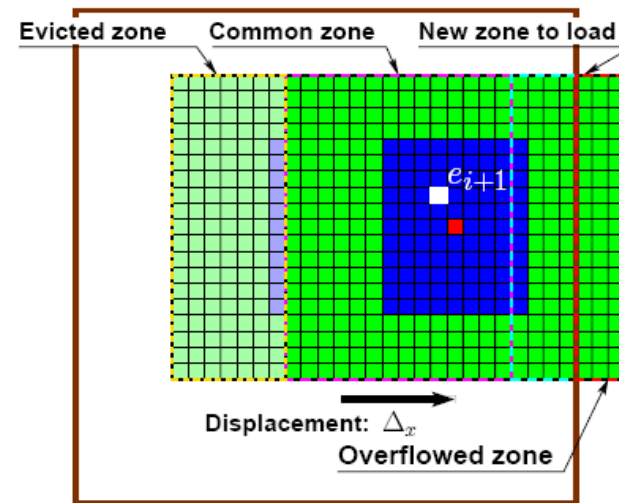 Evicted zone
Common zone
New zone to load
e_{i+1}
Displacement: Δ_x
Overflowed zone